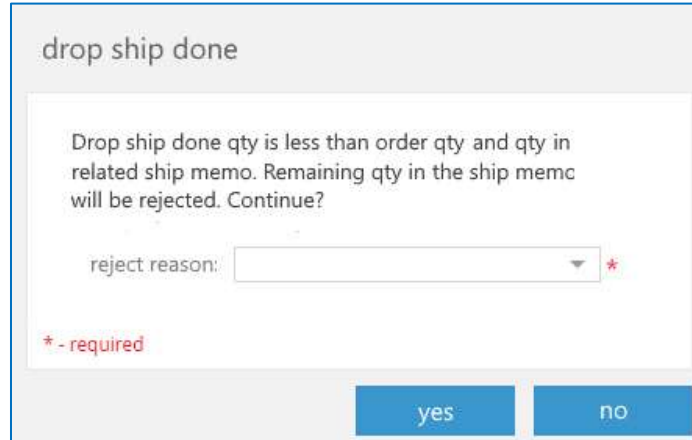 drop ship done
Drop ship done qty is less than order qty and qty in
related ship memo. Remaining qty in the ship memo
will be rejected. Continue?
reject reason: *
* - required
yes no